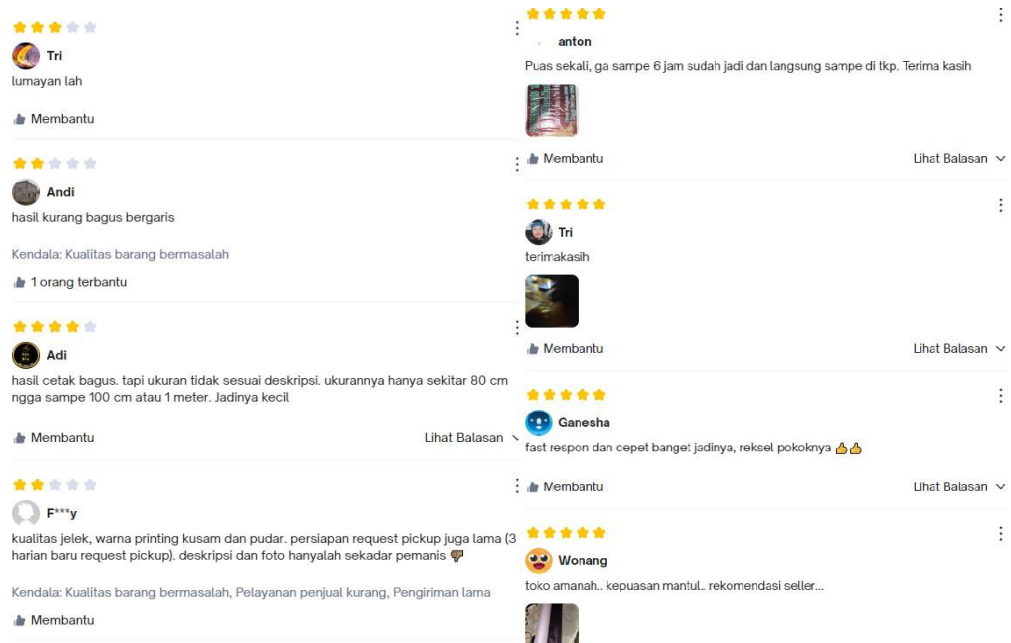 Tri
lumayan lah
Membantu
Andi
hasil kurang bagus bergaris
Kendala: Kualitas barang bermasalah
1 orang terbantu
Adi
hasil cetak bagus. tapi ukuran tidak sesuai deskripsi. ukurannya hanya sekitar 80 cm
ngga sampe 100 cm atau 1 meter. Jadinya kecil
Membantu
Lihat Balasan
F***y
kualitas jelek, warna printing kusam dan pudar. persiapan request pickup juga lama (3
harian baru request pickup). deskripsi dan foto hanyalah sekadar pemanis 👎
Kendala: Kualitas barang bermasalah, Pelayanan penjual kurang, Pengiriman lama
Membantu
anton
Puas sekali, ga sampe 6 jam sudah jadi dan langsung sampe di tkp. Terima kasih
Membantu
Lihat Balasan
Tri
terimakasih
Membantu
Lihat Balasan
Ganesha
fast respon dan cepet banget jadinya, reksel pokoknya 👍👍
Membantu
Lihat Balasan
Wonang
toko amanah.. kepuasan mantul.. rekomendasi seller...